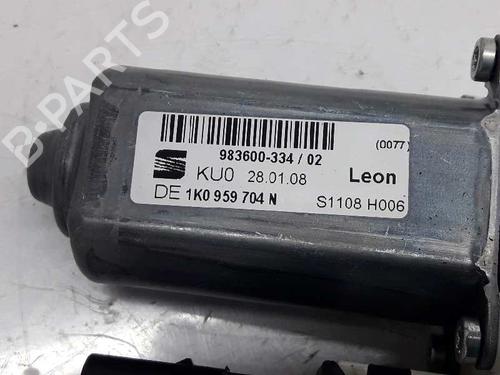 B-PARTS
983600-334 / 02
(0077)
KU0 28.01.08
Leon
DE 1K0 959 704 N
S1108 H006